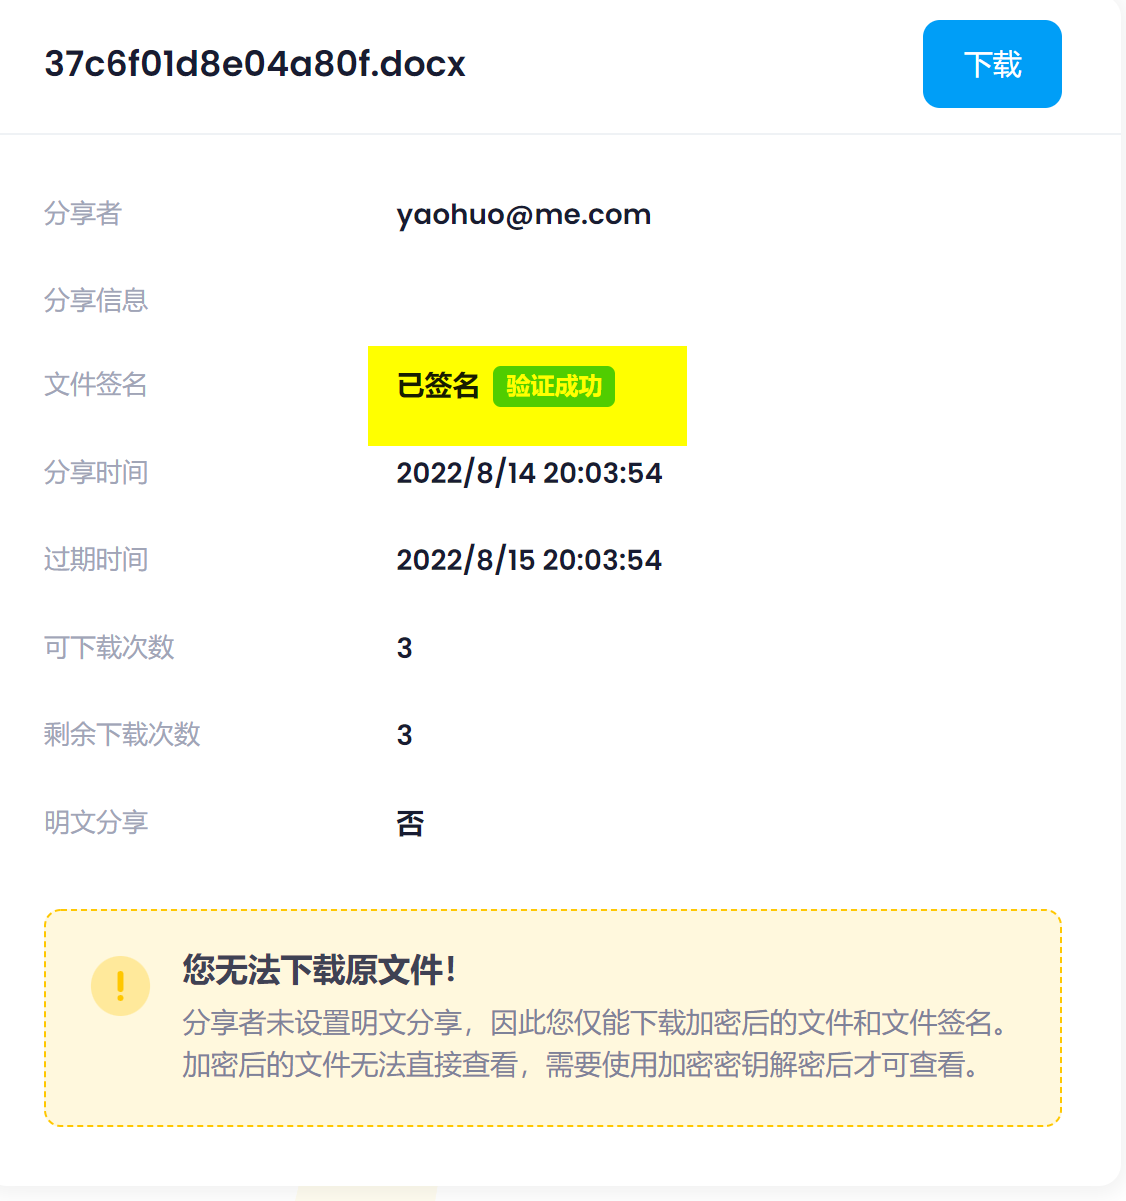 37c6f01d8e04a80f.docx
下载
分享者 yaohuo@me.com
分享信息
文件签名 已签名 验证成功
分享时间 2022/8/14 20:03:54
过期时间 2022/8/15 20:03:54
可下载次数 3
剩余下载次数 3
明文分享 否
您无法下载原文件!
分享者未设置明文分享，因此您仅能下载加密后的文件和文件签名。
加密后的文件无法直接查看，需要使用加密密钥解密后才可查看。